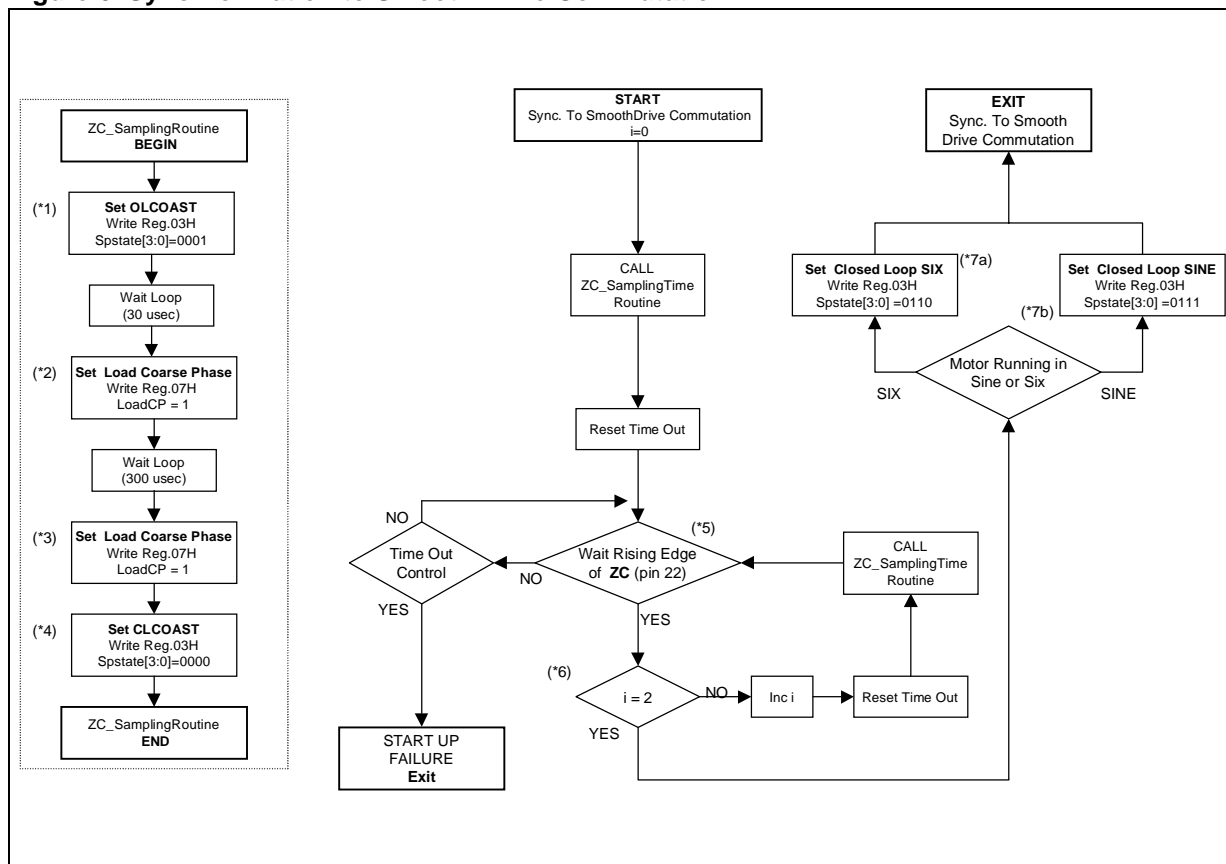 ZC_SamplingRoutine
BEGIN
(*1)
Set OLCOAST
Write Reg.03H
Spstate[3:0]=0001
Wait Loop
(30 usec)
(*2)
Set Load Coarse Phase
Write Reg.07H
LoadCP = 1
Wait Loop
(300 usec)
(*3)
Set Load Coarse Phase
Write Reg.07H
LoadCP = 1
(*4)
Set CLCOAST
Write Reg.03H
Spstate[3:0]=0000
ZC_SamplingRoutine
END
START
Sync. To SmoothDrive Commutation
i=0
CALL
ZC_SamplingTime
Routine
Reset Time Out
(*5)
Wait Rising Edge
of ZC (pin 22)
NO
YES
Time Out
Control
NO
YES
START UP
FAILURE
Exit
(*6)
i = 2
NO
YES
Inc i
Reset Time Out
CALL
ZC_SamplingTime
Routine
EXIT
Sync. To Smooth
Drive Commutation
(*7a)
Set Closed Loop SIX
Write Reg.03H
Spstate[3:0] =0110
Set Closed Loop SINE
Write Reg.03H
Spstate[3:0] =0111
(*7b)
Motor Running in
Sine or Six
SIX
SINE